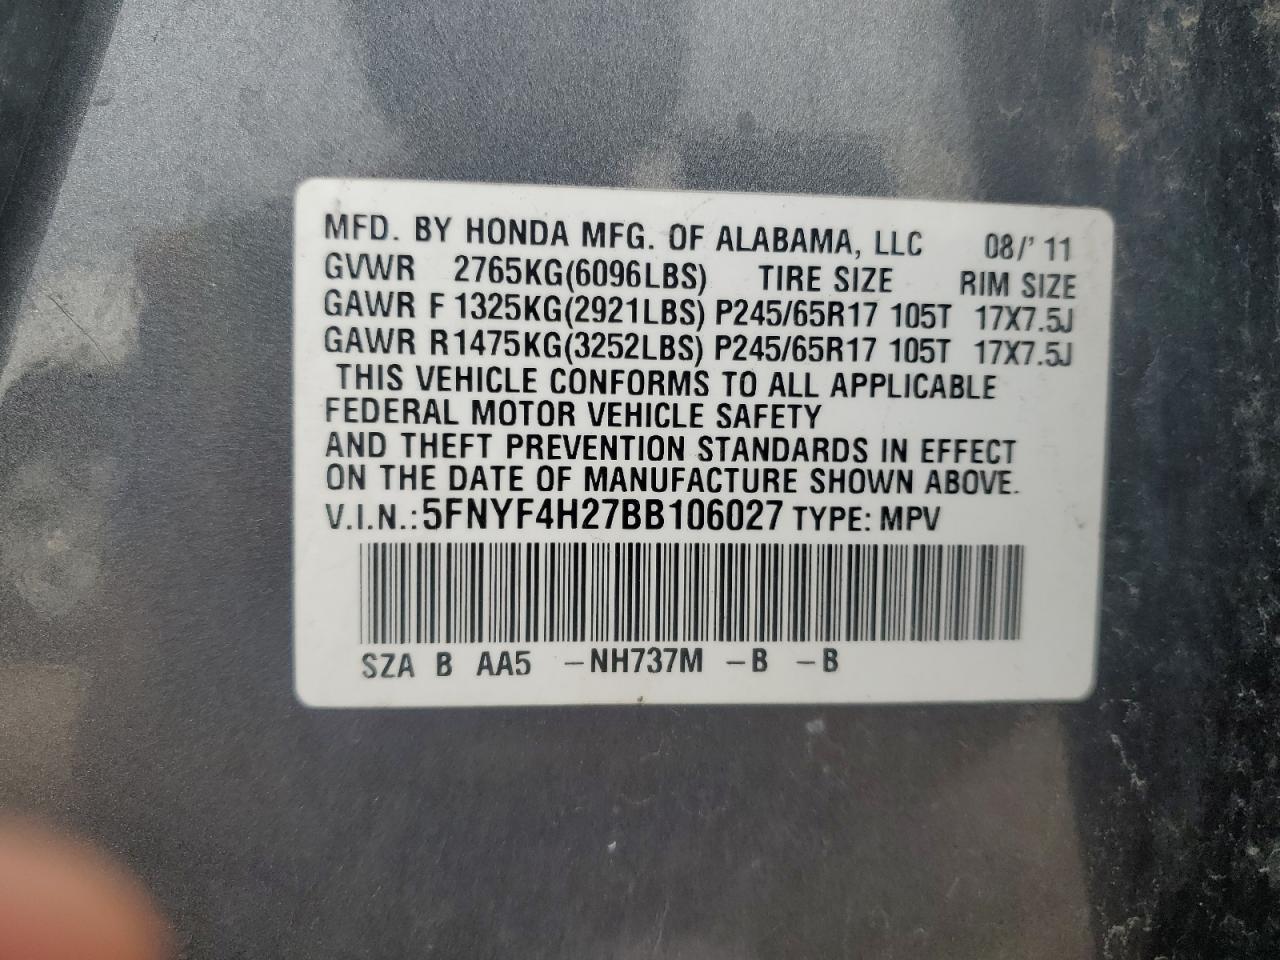 MFD. BY HONDA MFG. OF ALABAMA, LLC 08/'11
GVWR 2765KG(6096LBS) TIRE SIZE RIM SIZE
GAWR F 1325KG(2921LBS) P245/65R17 105T 17X7.5J
GAWR R 1475KG(3252LBS) P245/65R17 105T 17X7.5J
THIS VEHICLE CONFORMS TO ALL APPLICABLE
FEDERAL MOTOR VEHICLE SAFETY
AND THEFT PREVENTION STANDARDS IN EFFECT
ON THE DATE OF MANUFACTURE SHOWN ABOVE.
V.I.N.: 5FNYF4H27BB106027 TYPE: MPV
SZA B AA5 -NH737M -B -B